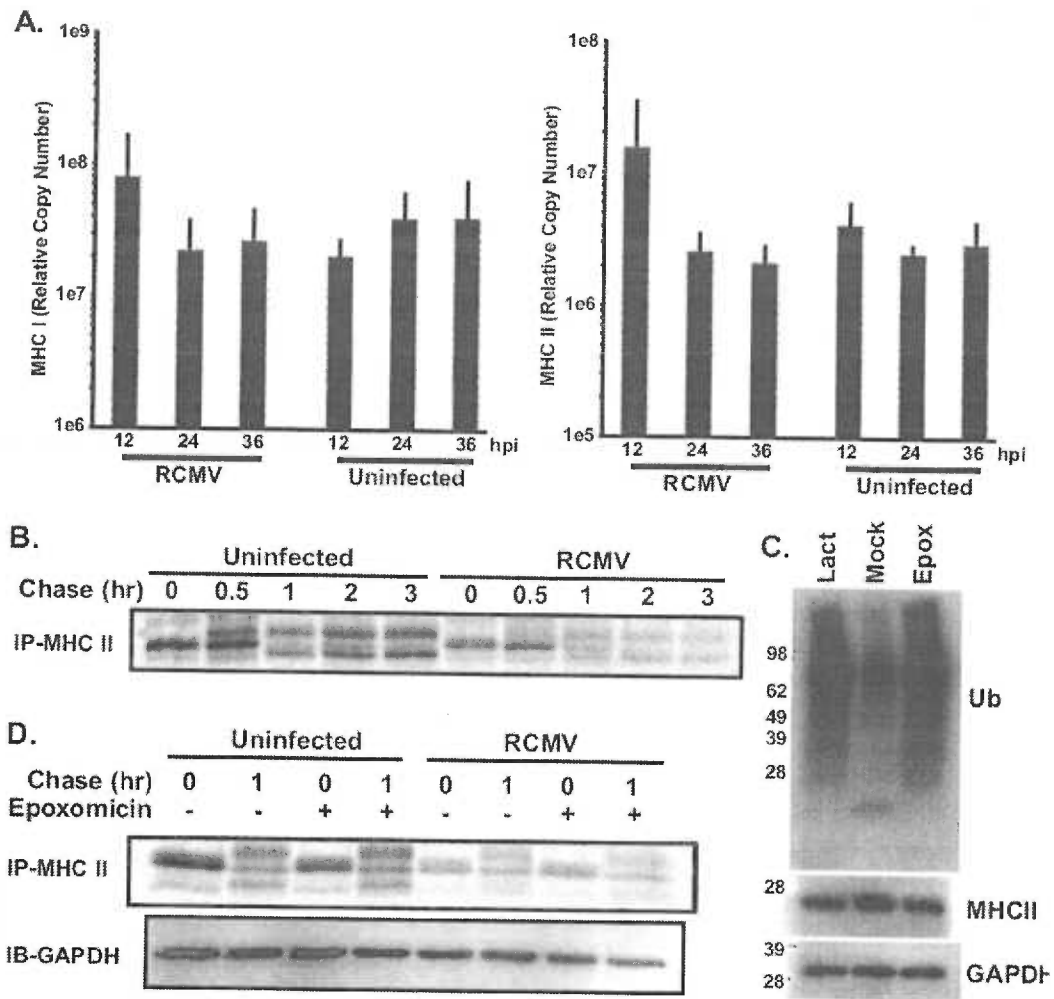 A.
MHC I (Relative Copy Number)
1e9
1e8
1e7
1e6
12 24 36 12 24 36 hpi
RCMV Uninfected
MHC II (Relative Copy Number)
1e8
1e7
1e6
1e5
12 24 36 12 24 36 hpi
RCMV Uninfected
B.
Uninfected RCMV
Chase (hr) 0 0.5 1 2 3 0 0.5 1 2 3
IP-MHC II
C.
Lact Mock Epox
98
62
49
39
28
Ub
28
MHCII
39
28
GAPDH
D.
Uninfected RCMV
Chase (hr) 0 1 0 1 0 1 0 1
Epoxomicin - - + + - - + +
IP-MHC II
IB-GAPDH